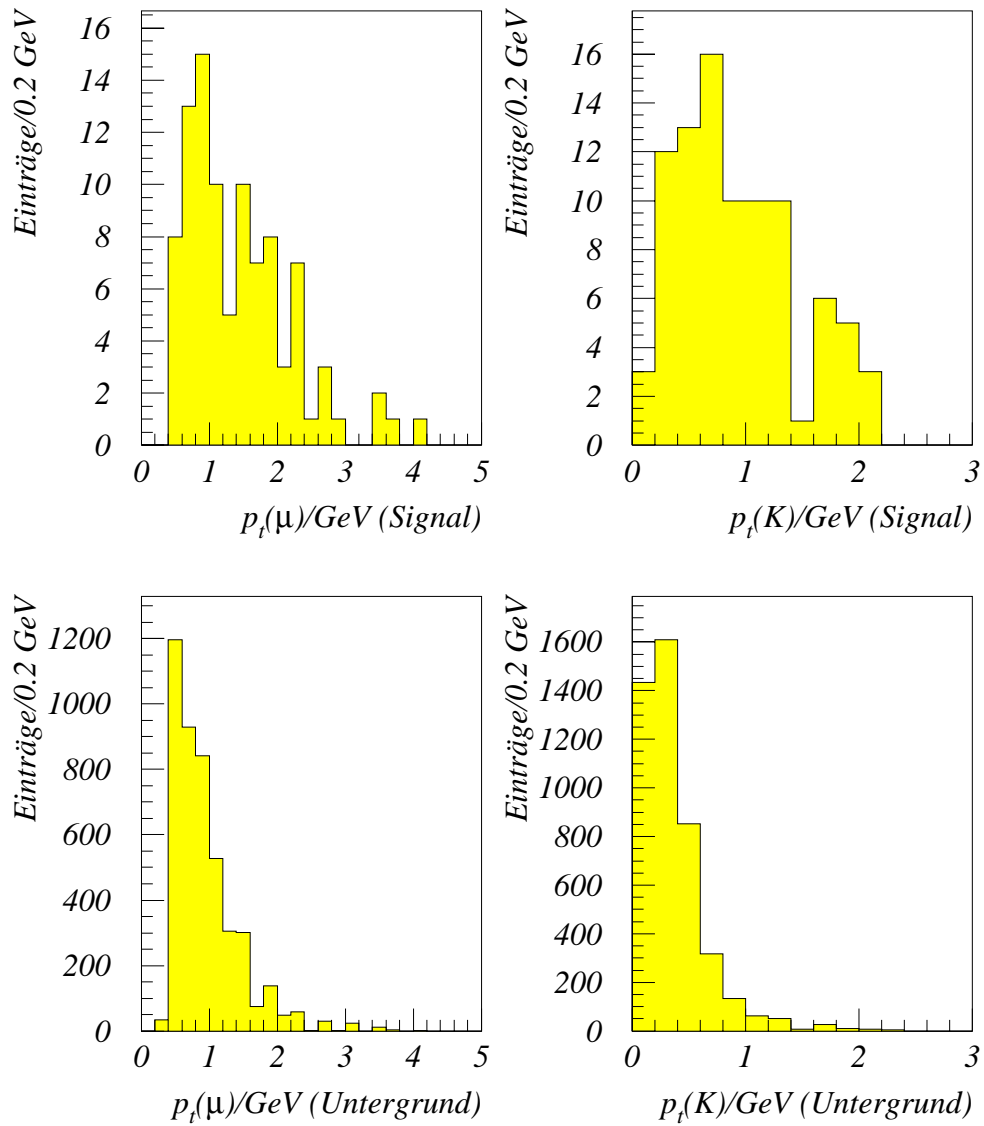 Einträge/0.2 GeV
16
14
12
10
8
6
4
2
0
0 1 2 3 4 5
p_t(μ)/GeV (Signal)
Einträge/0.2 GeV
16
14
12
10
8
6
4
2
0
0 1 2 3
p_t(K)/GeV (Signal)
Einträge/0.2 GeV
1200
1000
800
600
400
200
0
0 1 2 3 4 5
p_t(μ)/GeV (Untergrund)
Einträge/0.2 GeV
1600
1400
1200
1000
800
600
400
200
0
0 1 2 3
p_t(K)/GeV (Untergrund)